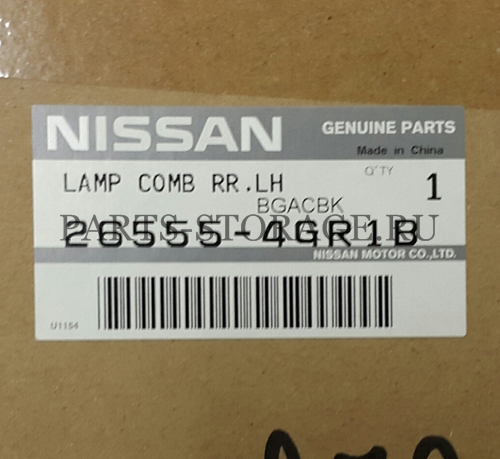 NISSAN GENUINE PARTS
Made in China
LAMP COMB RR.LH Q'TY 1
BGACBK
PARTS-STORAGE.RU
26555-4GR1B
NISSAN MOTOR CO.,LTD.
U1154